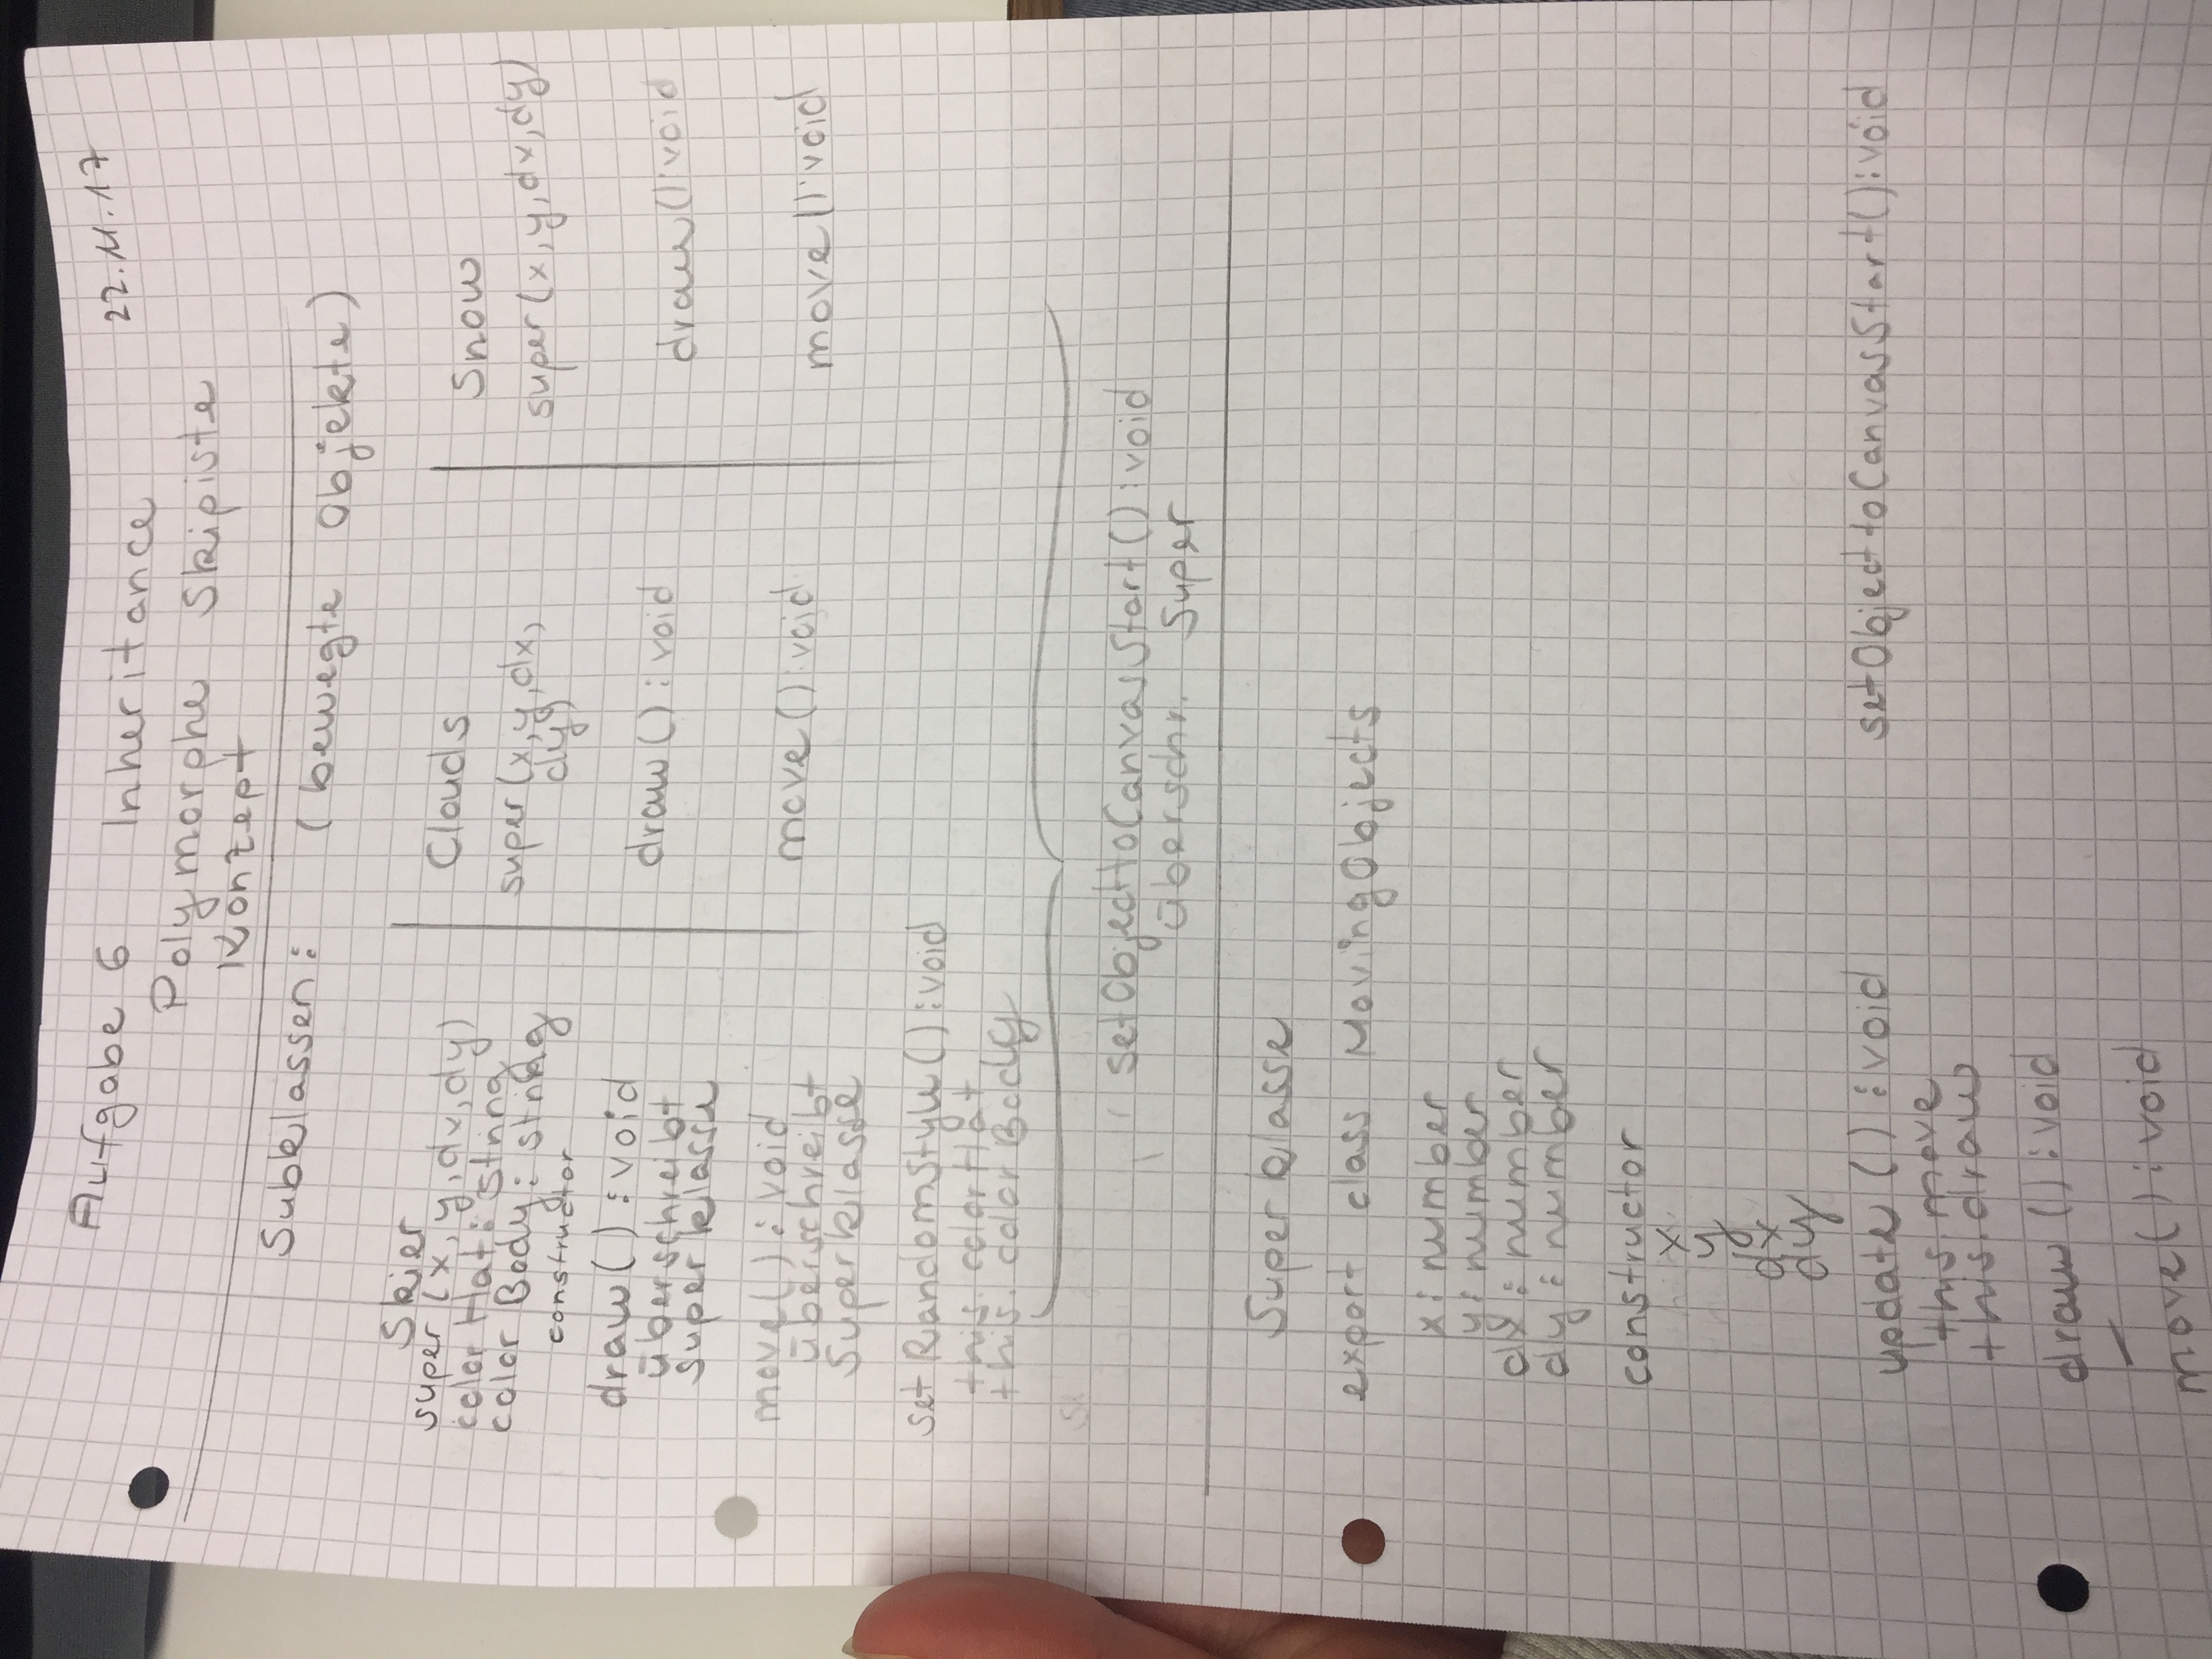 Aufgabe 6 Inheritance 22.11.17
Polymorphe Skipiste
Konzept
Subklassen: (bewegte Objekte)
Skier
super (x, y, dx, dy)
color Hat: string
color Body: string
constructor
draw(): void
überschreibt
Superklasse
move(): void
überschreibt
Superklasse
setRandomStyle(): void
this. colorHat
this. colorBody
Clouds
super(x, y, dx,
dy)
draw(): void
move(): void
Snow
super(x, y, dx, dy)
draw(): void
move(): void
setObjecttoCanvasStart(): void
überschr. Super
Superklasse
export class MovingObjects
x: number
y: number
dx: number
dy: number
constructor
x
y
dx
dy
update (): void
this. move
this. draw
draw (): void
—
move(): void
setObjecttoCanvasStart(): void